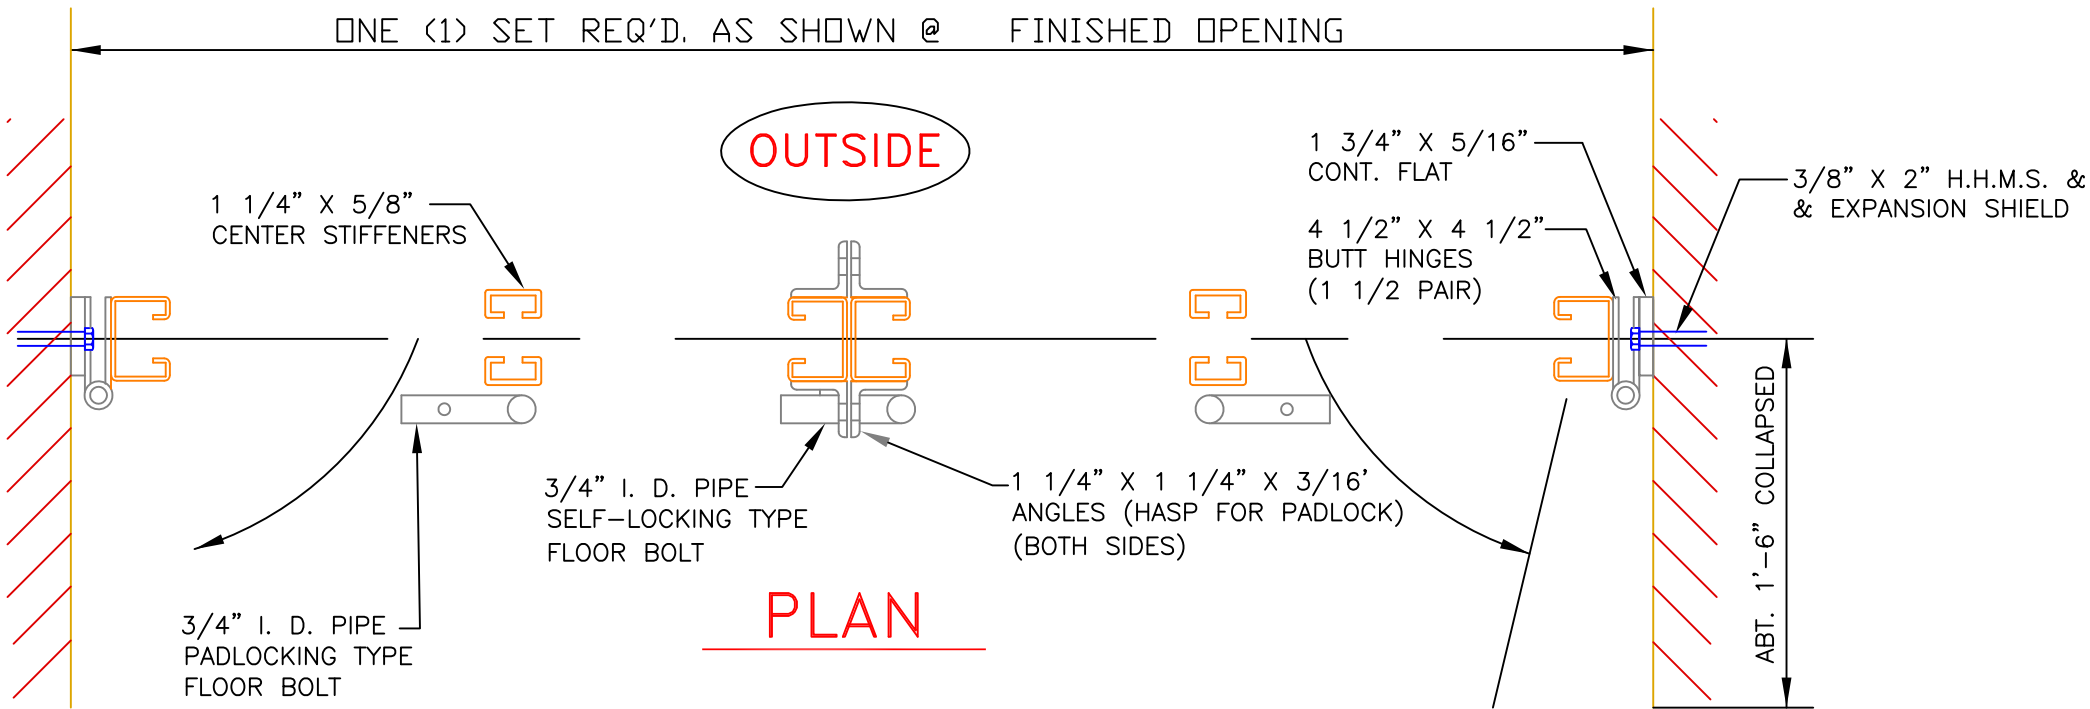 ONE (1) SET REQ'D. AS SHOWN @ FINISHED OPENING
OUTSIDE
1 3/4" X 5/16"
CONT. FLAT
3/8" X 2" H.H.M.S. &
& EXPANSION SHIELD
1 1/4" X 5/8"
CENTER STIFFENERS
4 1/2" X 4 1/2"
BUTT HINGES
(1 1/2 PAIR)
3/4" I. D. PIPE
SELF-LOCKING TYPE
FLOOR BOLT
1 1/4" X 1 1/4" X 3/16'
ANGLES (HASP FOR PADLOCK)
(BOTH SIDES)
ABT. 1'-6" COLLAPSED
PLAN
3/4" I. D. PIPE
PADLOCKING TYPE
FLOOR BOLT